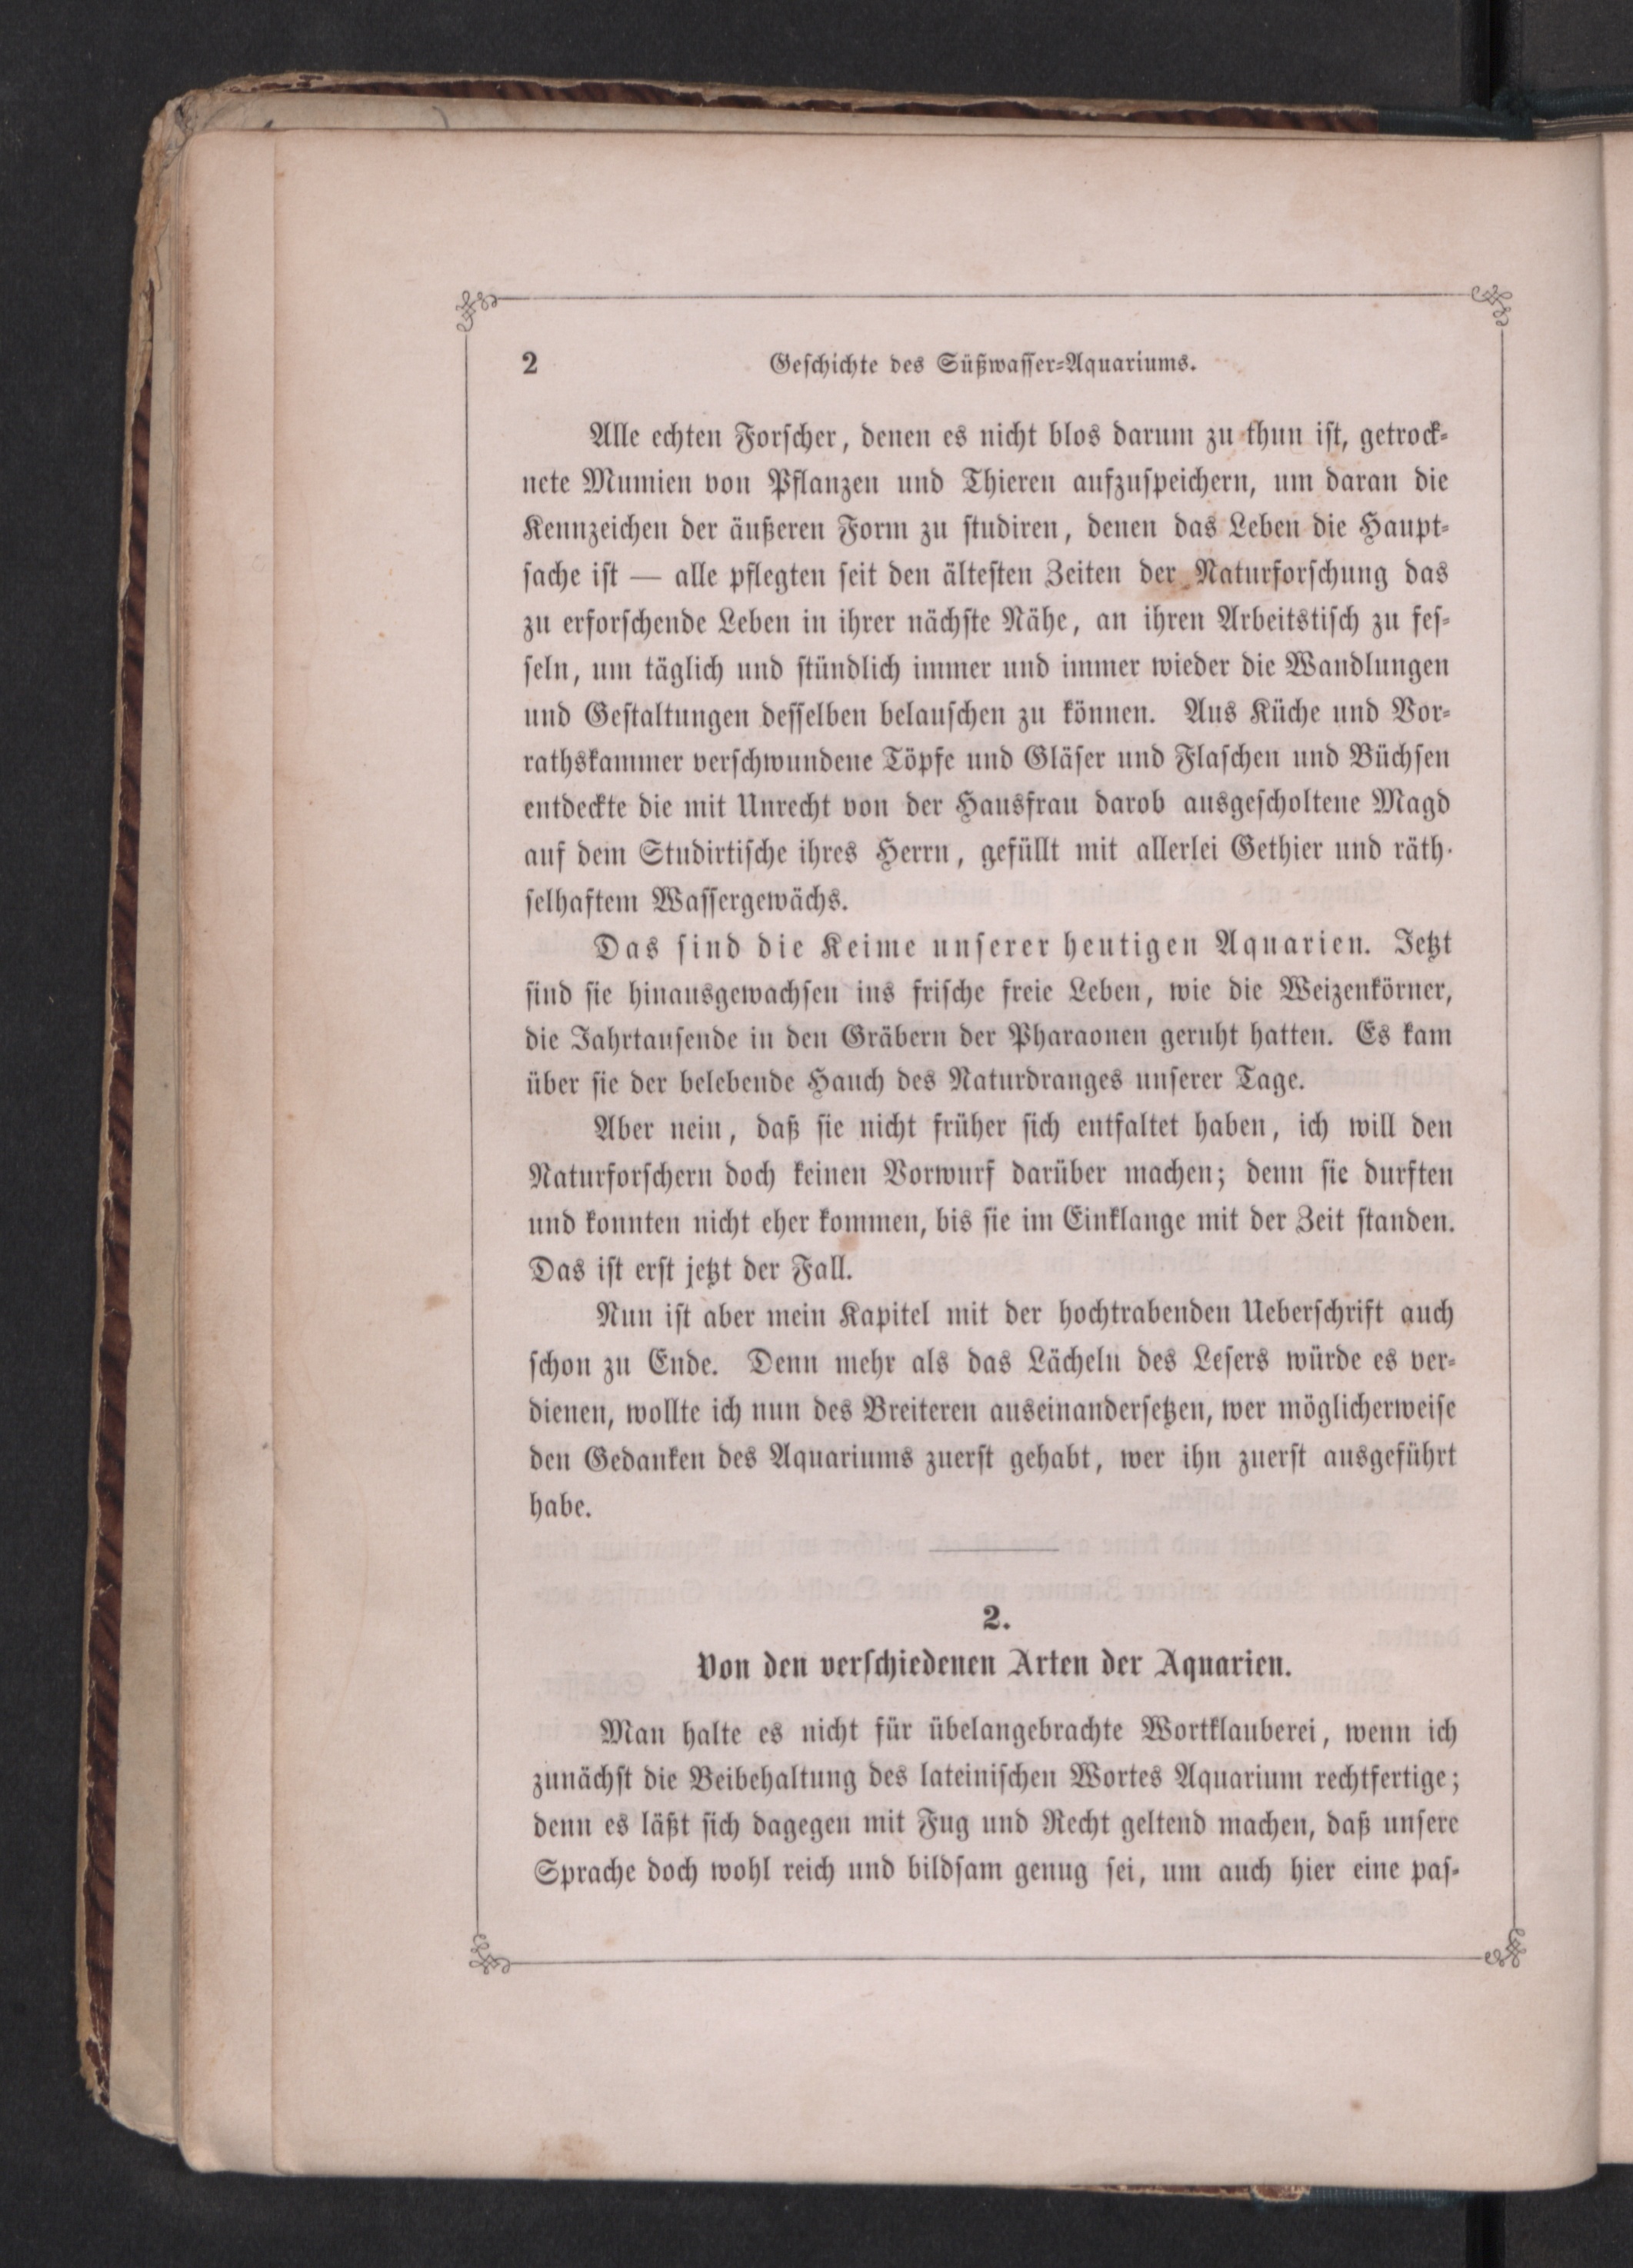 2 Geschichte des Süßwasser-Aquariums.
Alle echten Forscher, denen es nicht blos darum zu thun ist, getrock-
nete Mumien von Pflanzen und Thieren aufzuspeichern, um daran die
Kennzeichen der äußeren Form zu studiren, denen das Leben die Haupt-
sache ist — alle pflegten seit den ältesten Zeiten der Naturforschung das
zu erforschende Leben in ihrer nächste Nähe, an ihren Arbeitstisch zu fes-
seln, um täglich und stündlich immer und immer wieder die Wandlungen
und Gestaltungen desselben belauschen zu können. Aus Küche und Vor-
rathskammer verschwundene Töpfe und Gläser und Flaschen und Büchsen
entdeckte die mit Unrecht von der Hausfrau darob ausgescholtene Magd
auf dem Studirtische ihres Herrn, gefüllt mit allerlei Gethier und räth-
selhaftem Wassergewächs.
Das sind die Keime unserer heutigen Aquarien. Jetzt
sind sie hinausgewachsen ins frische freie Leben, wie die Weizenkörner,
die Jahrtausende in den Gräbern der Pharaonen geruht hatten. Es kam
über sie der belebende Hauch des Naturdranges unserer Tage.
Aber nein, daß sie nicht früher sich entfaltet haben, ich will den
Naturforschern doch keinen Vorwurf darüber machen; denn sie durften
und konnten nicht eher kommen, bis sie im Einklange mit der Zeit standen.
Das ist erst jetzt der Fall.
Nun ist aber mein Kapitel mit der hochtrabenden Ueberschrift auch
schon zu Ende. Denn mehr als das Lächeln des Lesers würde es ver-
dienen, wollte ich nun des Breiteren auseinandersetzen, wer möglicherweise
den Gedanken des Aquariums zuerst gehabt, wer ihn zuerst ausgeführt
habe.
2.
Von den verschiedenen Arten der Aquarien.
Man halte es nicht für übelangebrachte Wortklauberei, wenn ich
zunächst die Beibehaltung des lateinischen Wortes Aquarium rechtfertige;
denn es läßt sich dagegen mit Fug und Recht geltend machen, daß unsere
Sprache doch wohl reich und bildsam genug sei, um auch hier eine pas-